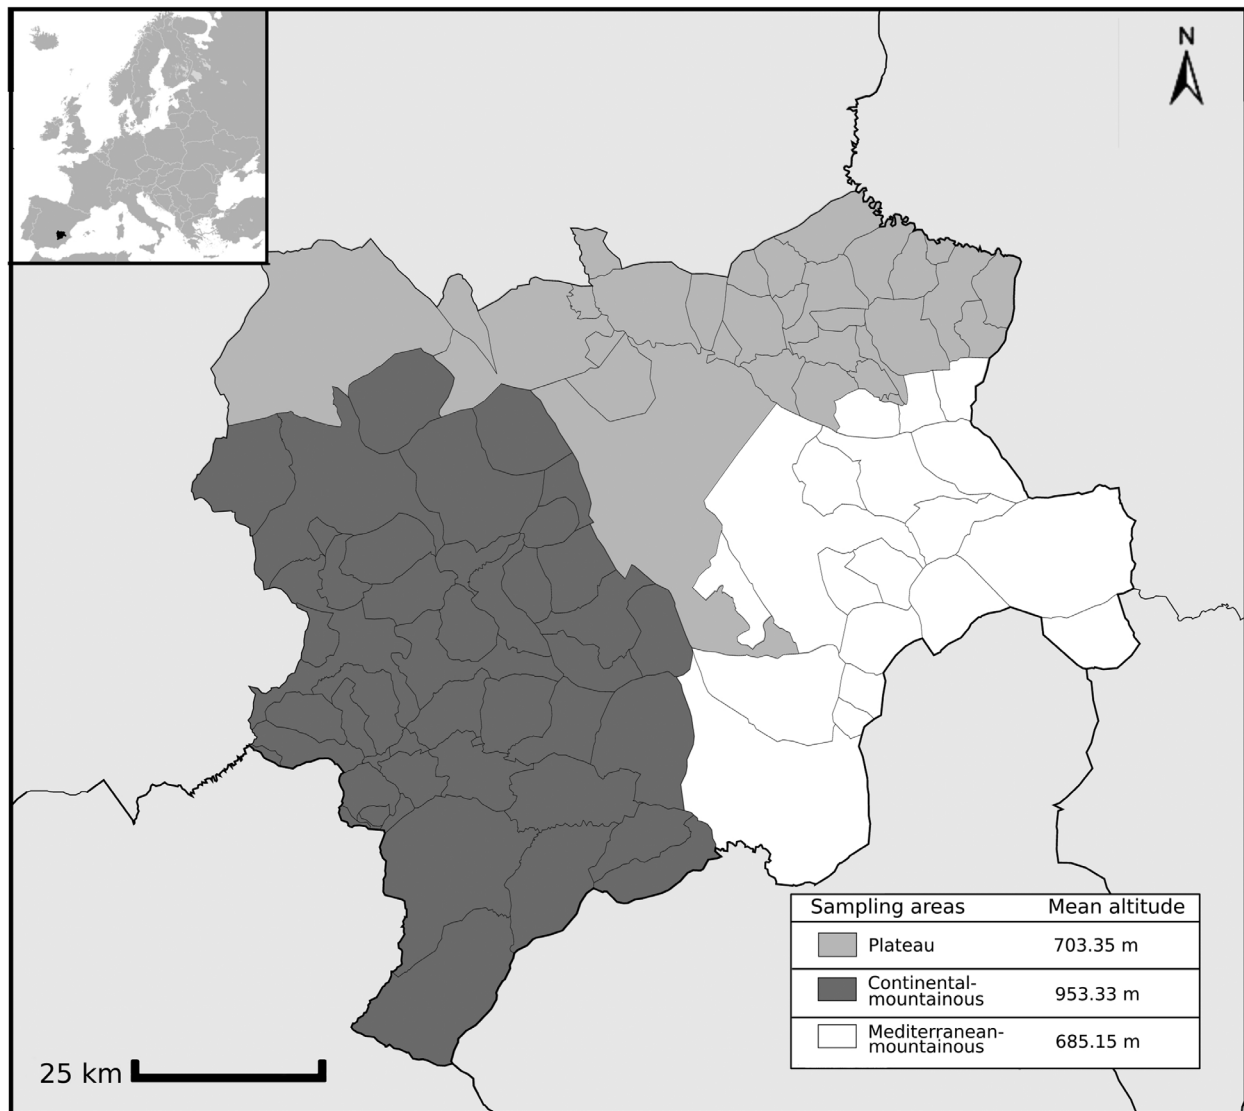 N
Sampling areas Mean altitude
Plateau 703.35 m
Continental-
mountainous 953.33 m
Mediterranean-
mountainous 685.15 m
25 km